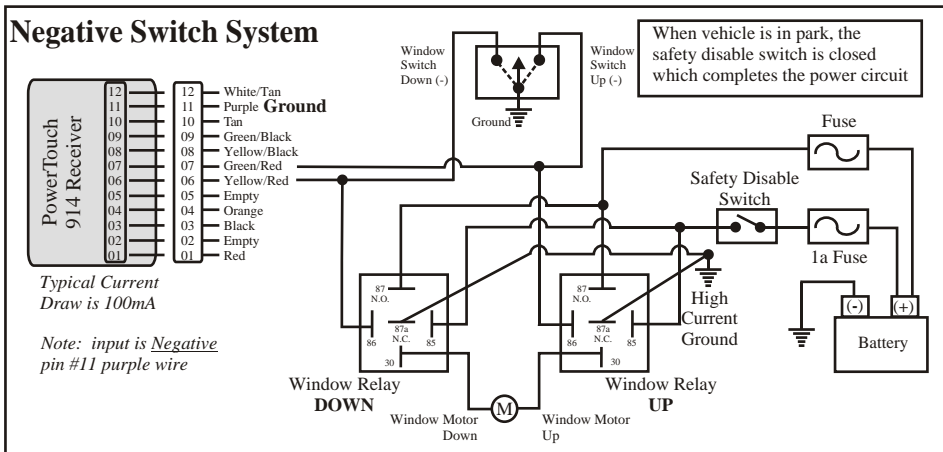 Negative Switch System
When vehicle is in park, the
safety disable switch is closed
which completes the power circuit
Window
Switch
Down (-)
Window
Switch
Up (-)
Ground
PowerTouch
914 Receiver
12
11
10
09
08
07
06
05
04
03
02
01
12 White/Tan
11 Purple Ground
10 Tan
09 Green/Black
08 Yellow/Black
07 Green/Red
06 Yellow/Red
05 Empty
04 Orange
03 Black
02 Empty
01 Red
Typical Current
Draw is 100mA
Note: input is Negative
pin #11 purple wire
Fuse
Safety Disable
Switch
1a Fuse
High
Current
Ground
(-)
(+)
Battery
87
N.O.
87a
N.C.
86
85
30
Window Relay
DOWN
87
N.O.
87a
N.C.
86
85
30
Window Relay
UP
Window Motor
Down
M
Window Motor
Up